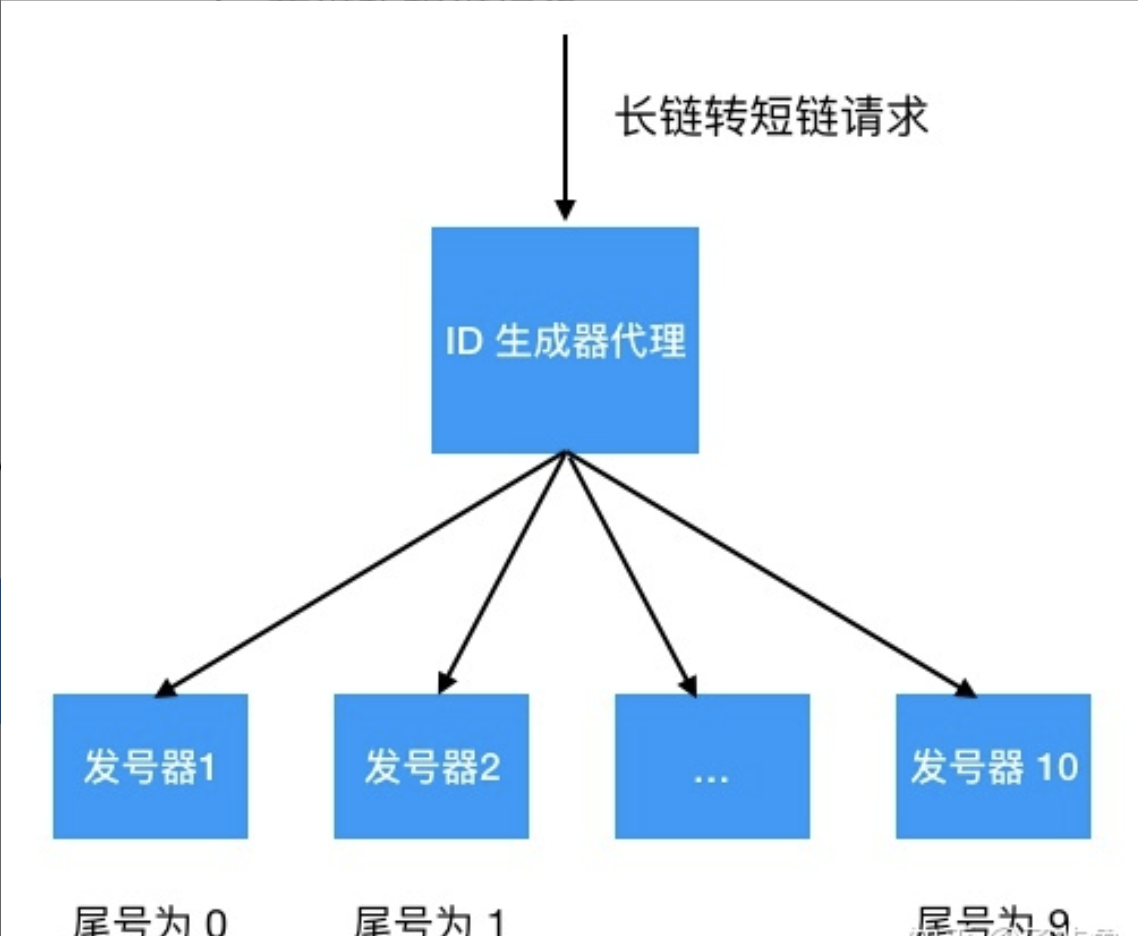 长链转短链请求
ID 生成器代理
发号器1
发号器2
...
发号器 10
尾号为 0
尾号为 1
尾号为 9